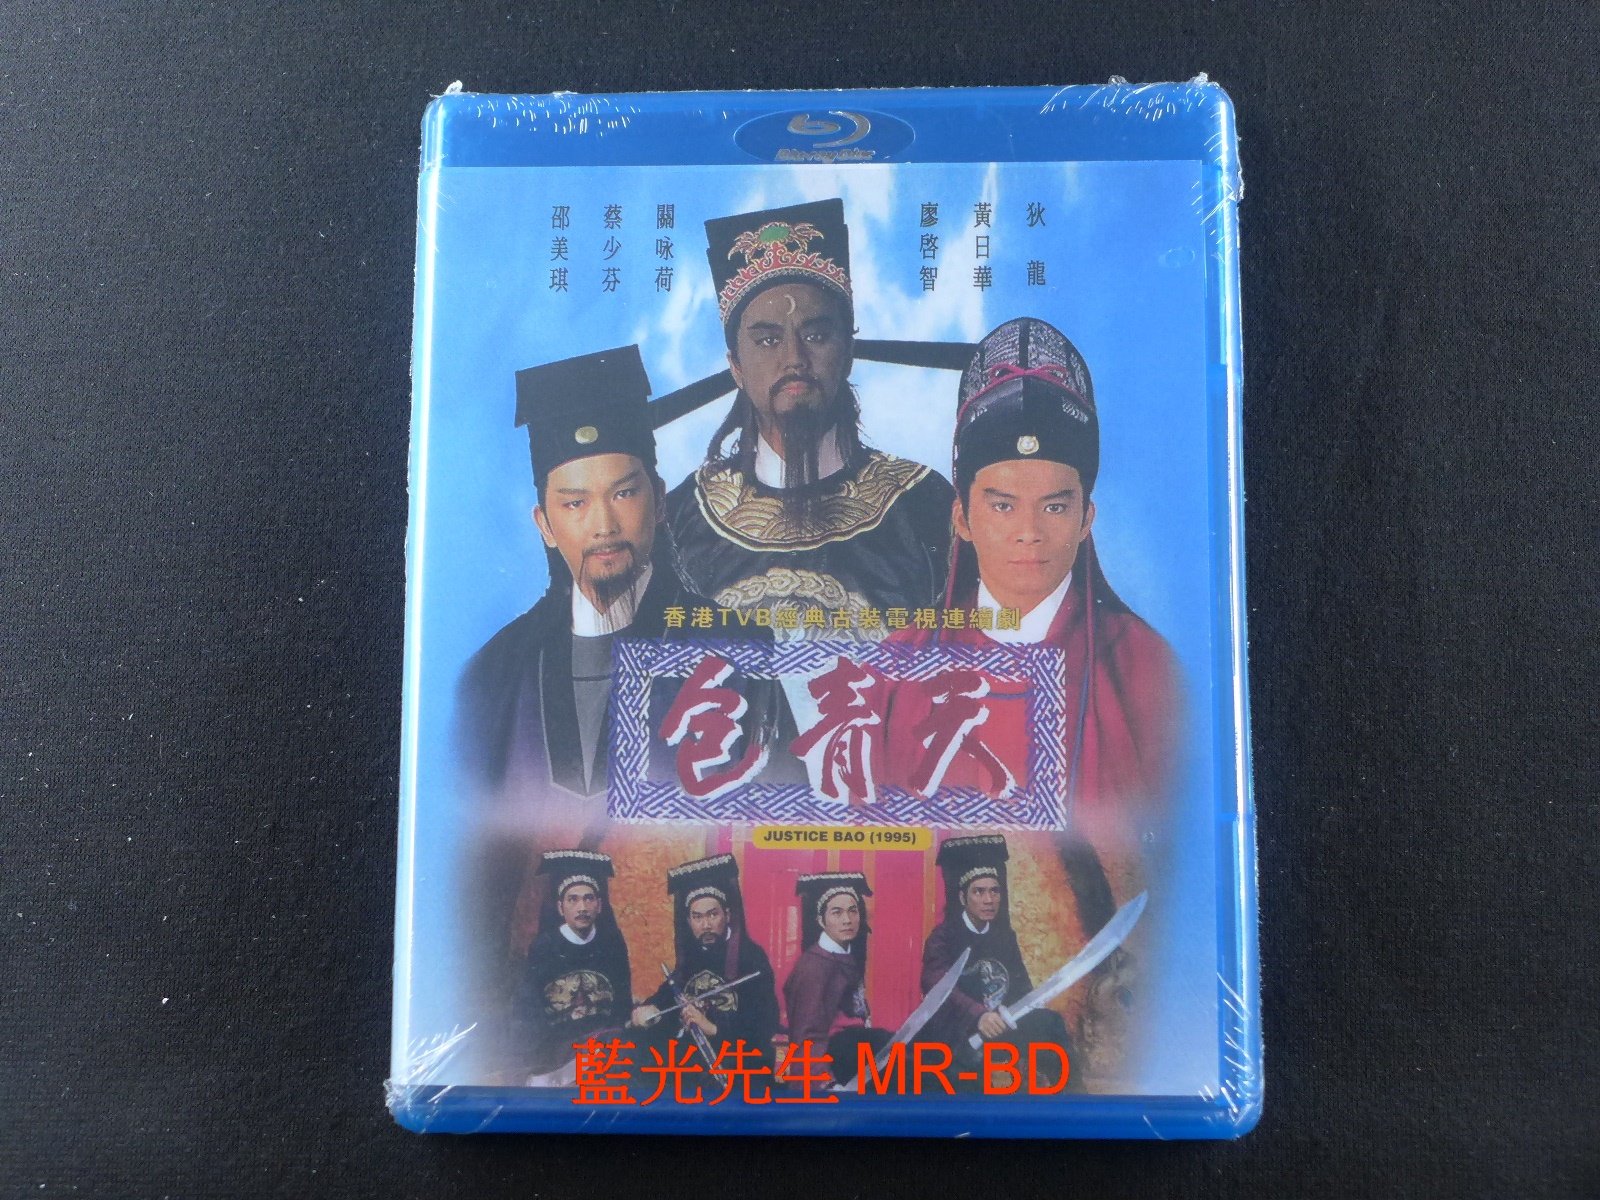 Blu-ray Disc
邵美琪
蔡少芬
關咏荷
廖啓智
黃日華
狄龍
香港TVB經典古裝電視連續劇
包青天
JUSTICE BAO (1995)
藍光先生 MR-BD